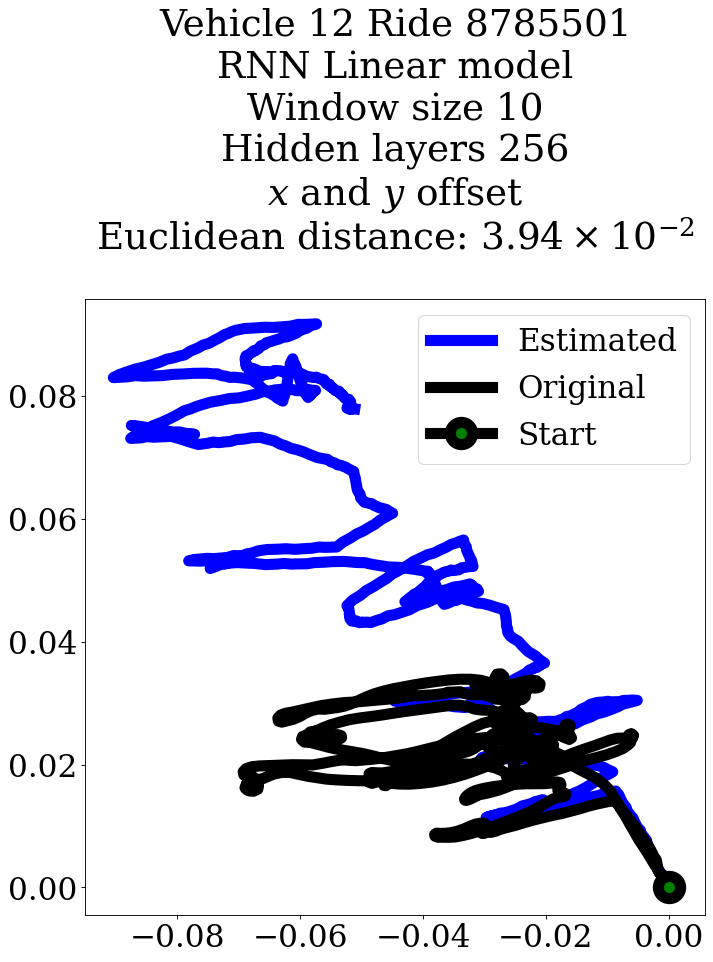 Vehicle 12 Ride 8785501
RNN Linear model
Window size 10
Hidden layers 256
x and y offset
Euclidean distance: 3.94 × 10⁻²
Estimated
Original
Start
0.08
0.06
0.04
0.02
0.00
−0.08 −0.06 −0.04 −0.02 0.00